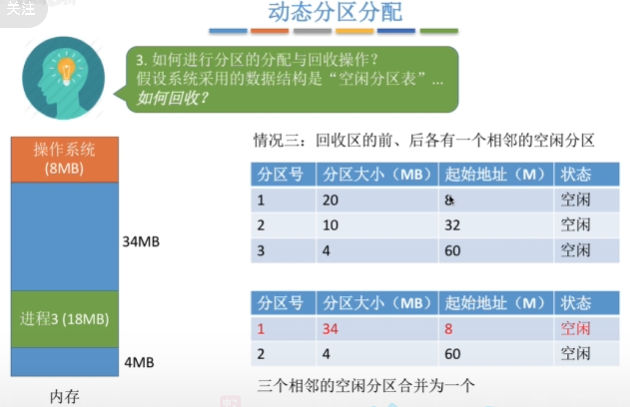 关注
动态分区分配
3. 如何进行分区的分配与回收操作？
假设系统采用的数据结构是“空闲分区表”...
如何回收？
操作系统
(8MB)
34MB
进程3 (18MB)
4MB
内存
情况三：回收区的前、后各有一个相邻的空闲分区
分区号 分区大小（MB） 起始地址（M） 状态
1 20 8 空闲
2 10 32 空闲
3 4 60 空闲
分区号 分区大小（MB） 起始地址（M） 状态
1 34 8 空闲
2 4 60 空闲
三个相邻的空闲分区合并为一个